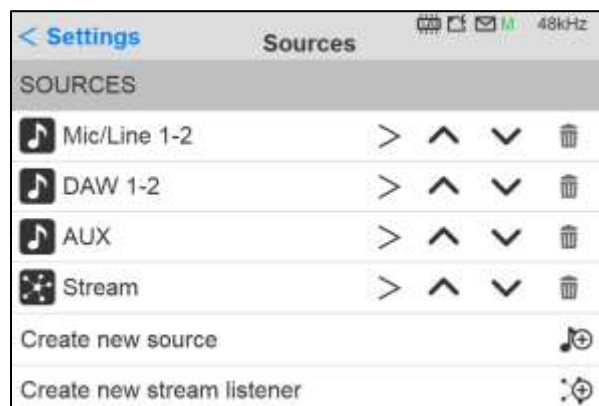 < Settings
Sources
M 48kHz
SOURCES
Mic/Line 1-2
DAW 1-2
AUX
Stream
Create new source
Create new stream listener